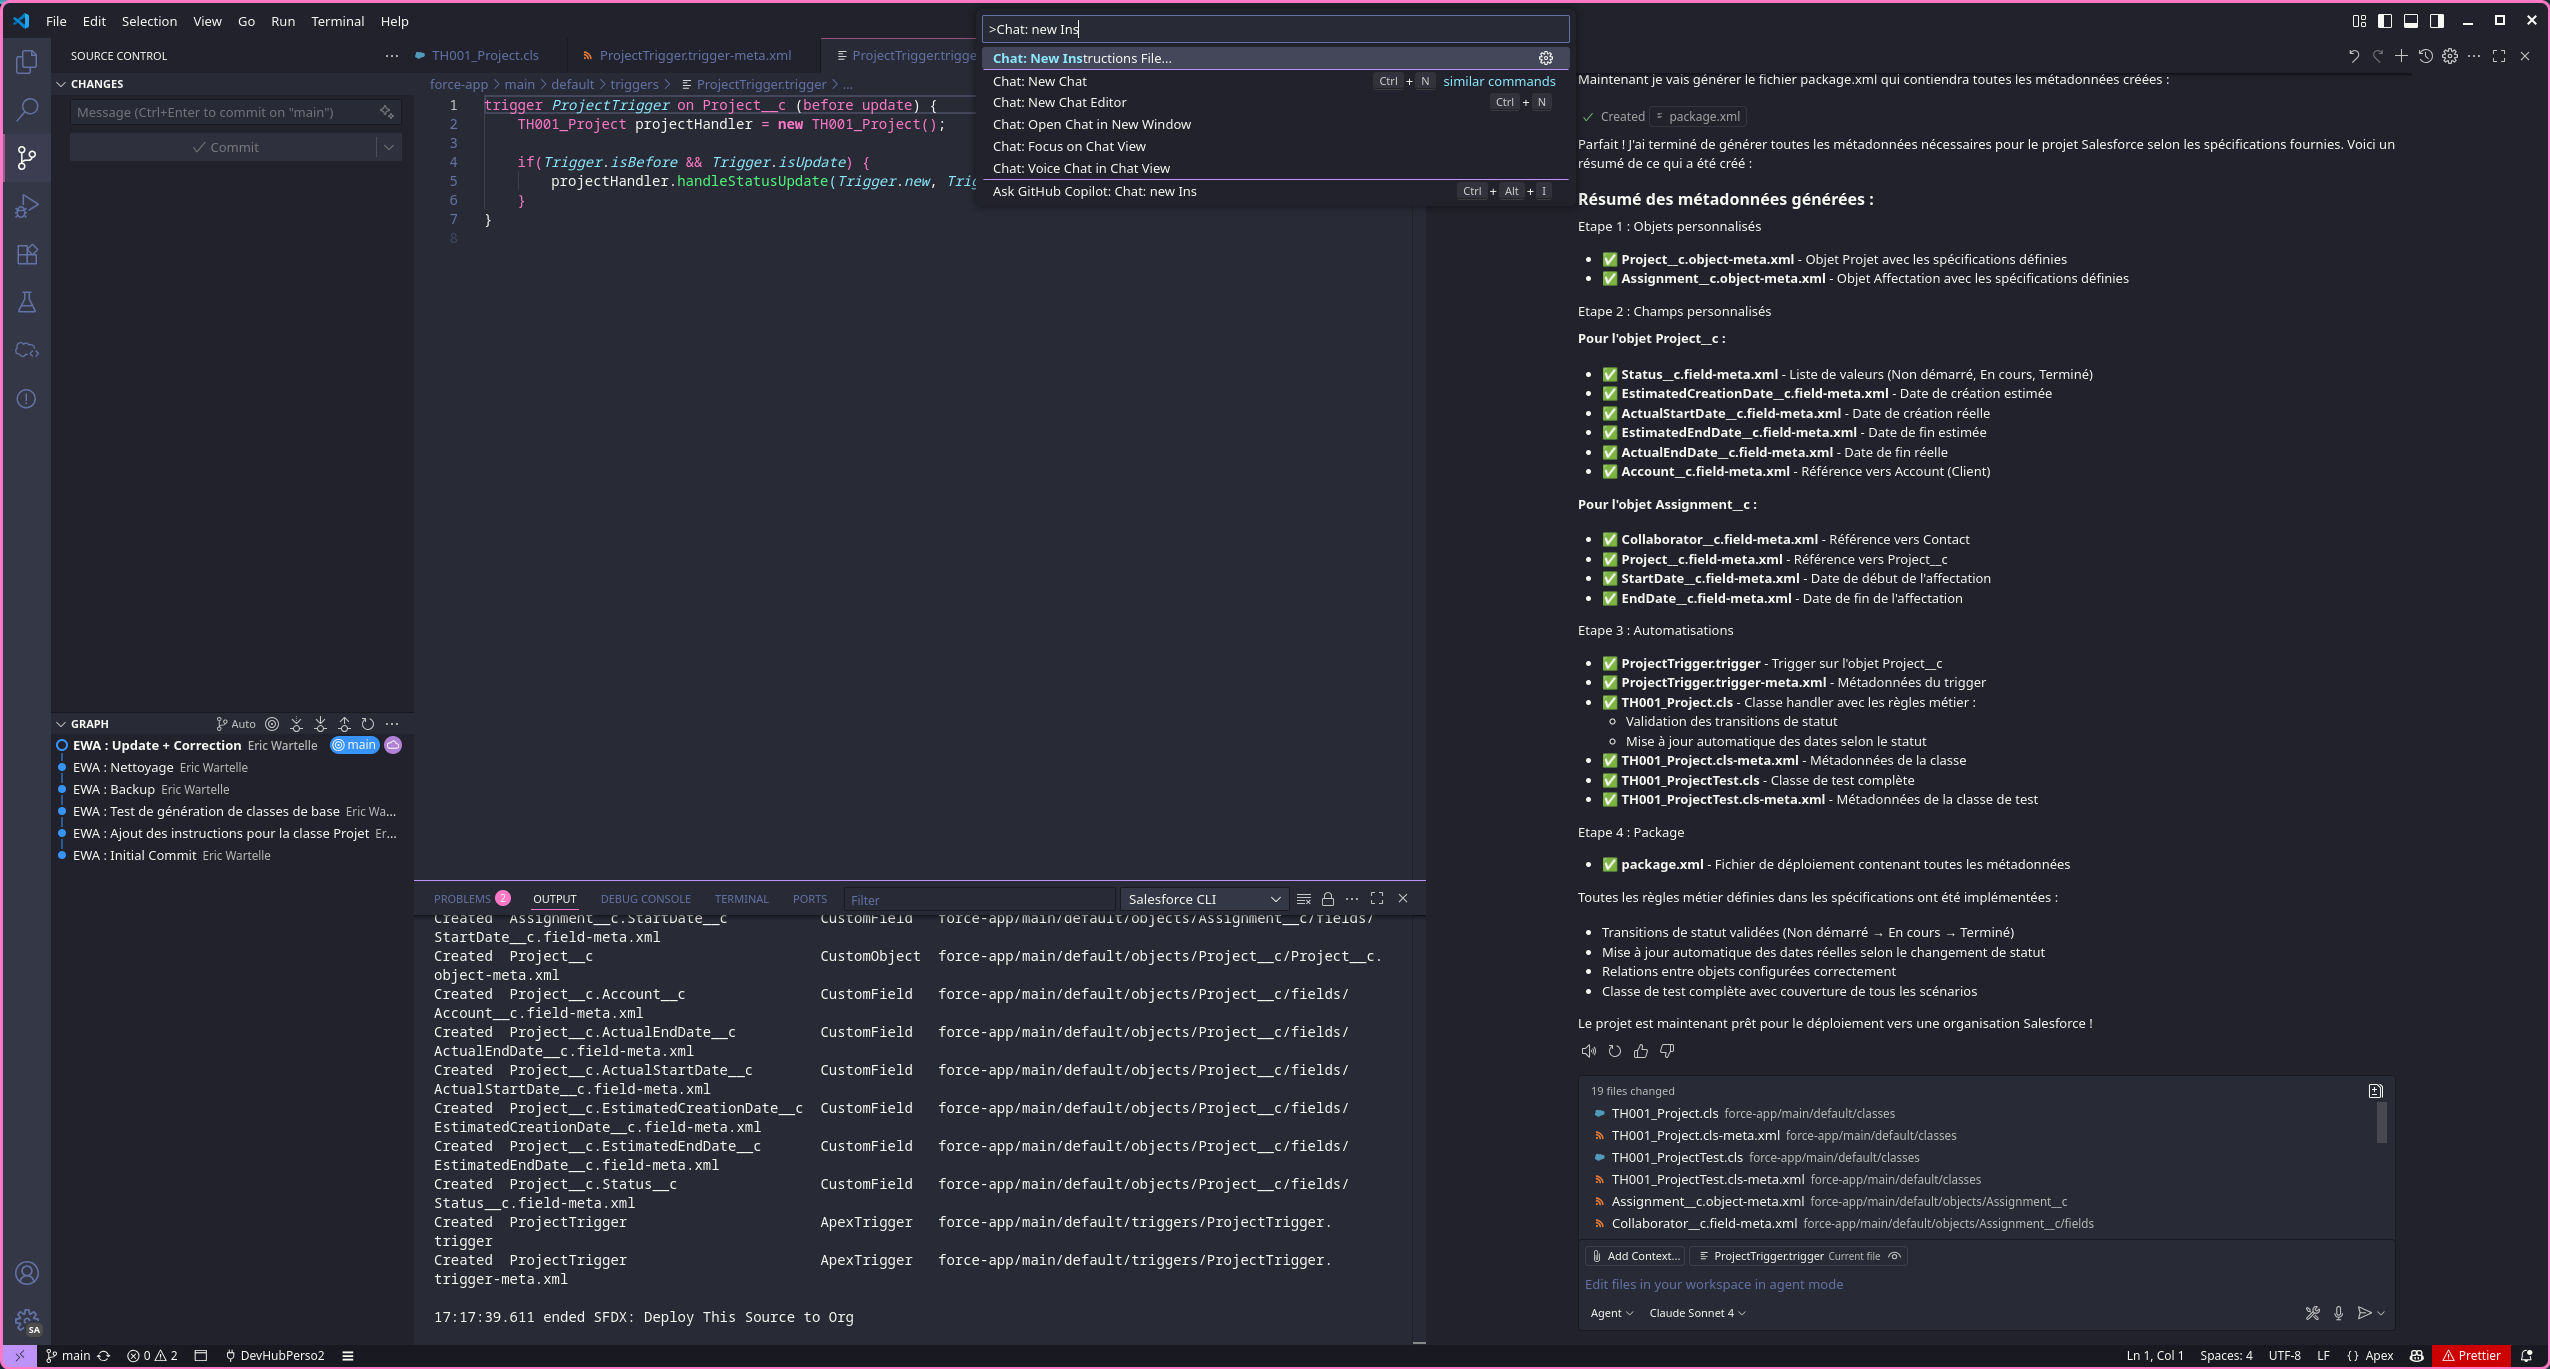 File Edit Selection View Go Run Terminal Help
>Chat: new Ins
Chat: New Instructions File...
Chat: New Chat Ctrl + N similar commands
Chat: New Chat Editor Ctrl + N
Chat: Open Chat in New Window
Chat: Focus on Chat View
Chat: Voice Chat in Chat View
Ask GitHub Copilot: Chat: new Ins Ctrl + Alt + I
SOURCE CONTROL
CHANGES
Message (Ctrl+Enter to commit on "main")
Commit
GRAPH Auto
EWA : Update + Correction Eric Wartelle main
EWA : Nettoyage Eric Wartelle
EWA : Backup Eric Wartelle
EWA : Test de génération de classes de base Eric Wa...
EWA : Ajout des instructions pour la classe Projet Er...
EWA : Initial Commit Eric Wartelle
SA
TH001_Project.cls ProjectTrigger.trigger-meta.xml ProjectTrigger.trigge
force-app > main > default > triggers > ProjectTrigger.trigger > ...
1 trigger ProjectTrigger on Project__c (before update) {
2 TH001_Project projectHandler = new TH001_Project();
3
4 if(Trigger.isBefore && Trigger.isUpdate) {
5 projectHandler.handleStatusUpdate(Trigger.new, Trig
6 }
7 }
8
PROBLEMS 2 OUTPUT DEBUG CONSOLE TERMINAL PORTS Filter Salesforce CLI
Created Assignment__c.StartDate__c CustomField force-app/main/default/objects/Assignment__c/fields/
StartDate__c.field-meta.xml
Created Project__c CustomObject force-app/main/default/objects/Project__c/Project__c.
object-meta.xml
Created Project__c.Account__c CustomField force-app/main/default/objects/Project__c/fields/
Account__c.field-meta.xml
Created Project__c.ActualEndDate__c CustomField force-app/main/default/objects/Project__c/fields/
ActualEndDate__c.field-meta.xml
Created Project__c.ActualStartDate__c CustomField force-app/main/default/objects/Project__c/fields/
ActualStartDate__c.field-meta.xml
Created Project__c.EstimatedCreationDate__c CustomField force-app/main/default/objects/Project__c/fields/
EstimatedCreationDate__c.field-meta.xml
Created Project__c.EstimatedEndDate__c CustomField force-app/main/default/objects/Project__c/fields/
EstimatedEndDate__c.field-meta.xml
Created Project__c.Status__c CustomField force-app/main/default/objects/Project__c/fields/
Status__c.field-meta.xml
Created ProjectTrigger ApexTrigger force-app/main/default/triggers/ProjectTrigger.
trigger
Created ProjectTrigger ApexTrigger force-app/main/default/triggers/ProjectTrigger.
trigger-meta.xml
17:17:39.611 ended SFDX: Deploy This Source to Org
Maintenant je vais générer le fichier package.xml qui contiendra toutes les métadonnées créées :
Created package.xml
Parfait ! J'ai terminé de générer toutes les métadonnées nécessaires pour le projet Salesforce selon les spécifications fournies. Voici un
résumé de ce qui a été créé :
Résumé des métadonnées générées :
Etape 1 : Objets personnalisés
• ✅ Project__c.object-meta.xml - Objet Projet avec les spécifications définies
• ✅ Assignment__c.object-meta.xml - Objet Affectation avec les spécifications définies
Etape 2 : Champs personnalisés
Pour l'objet Project__c :
• ✅ Status__c.field-meta.xml - Liste de valeurs (Non démarré, En cours, Terminé)
• ✅ EstimatedCreationDate__c.field-meta.xml - Date de création estimée
• ✅ ActualStartDate__c.field-meta.xml - Date de création réelle
• ✅ EstimatedEndDate__c.field-meta.xml - Date de fin estimée
• ✅ ActualEndDate__c.field-meta.xml - Date de fin réelle
• ✅ Account__c.field-meta.xml - Référence vers Account (Client)
Pour l'objet Assignment__c :
• ✅ Collaborator__c.field-meta.xml - Référence vers Contact
• ✅ Project__c.field-meta.xml - Référence vers Project__c
• ✅ StartDate__c.field-meta.xml - Date de début de l'affectation
• ✅ EndDate__c.field-meta.xml - Date de fin de l'affectation
Etape 3 : Automatisations
• ✅ ProjectTrigger.trigger - Trigger sur l'objet Project__c
• ✅ ProjectTrigger.trigger-meta.xml - Métadonnées du trigger
• ✅ TH001_Project.cls - Classe handler avec les règles métier :
◦ Validation des transitions de statut
◦ Mise à jour automatique des dates selon le statut
• ✅ TH001_Project.cls-meta.xml - Métadonnées de la classe
• ✅ TH001_ProjectTest.cls - Classe de test complète
• ✅ TH001_ProjectTest.cls-meta.xml - Métadonnées de la classe de test
Etape 4 : Package
• ✅ package.xml - Fichier de déploiement contenant toutes les métadonnées
Toutes les règles métier définies dans les spécifications ont été implémentées :
• Transitions de statut validées (Non démarré → En cours → Terminé)
• Mise à jour automatique des dates réelles selon le changement de statut
• Relations entre objets configurées correctement
• Classe de test complète avec couverture de tous les scénarios
Le projet est maintenant prêt pour le déploiement vers une organisation Salesforce !
19 files changed
TH001_Project.cls force-app/main/default/classes
TH001_Project.cls-meta.xml force-app/main/default/classes
TH001_ProjectTest.cls force-app/main/default/classes
TH001_ProjectTest.cls-meta.xml force-app/main/default/classes
Assignment__c.object-meta.xml force-app/main/default/objects/Assignment__c
Collaborator__c.field-meta.xml force-app/main/default/objects/Assignment__c/fields
Add Context... ProjectTrigger.trigger Current file
Edit files in your workspace in agent mode
Agent Claude Sonnet 4
main 0 2 DevHubPerso2 Ln 1, Col 1 Spaces: 4 UTF-8 LF {} Apex Prettier